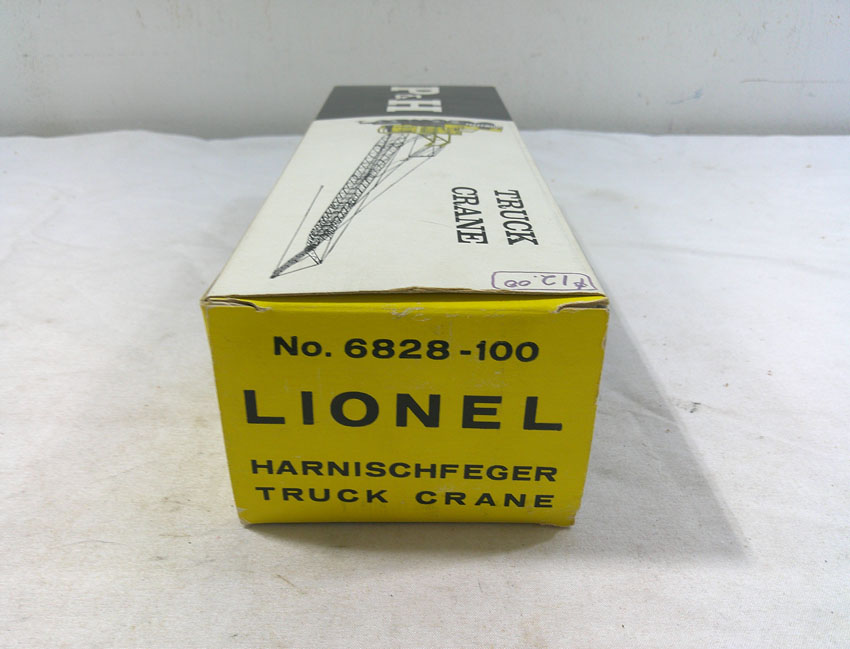 P&H
TRUCK
CRANE
$12.00
No. 6828-100
LIONEL
HARNISCHFEGER
TRUCK CRANE